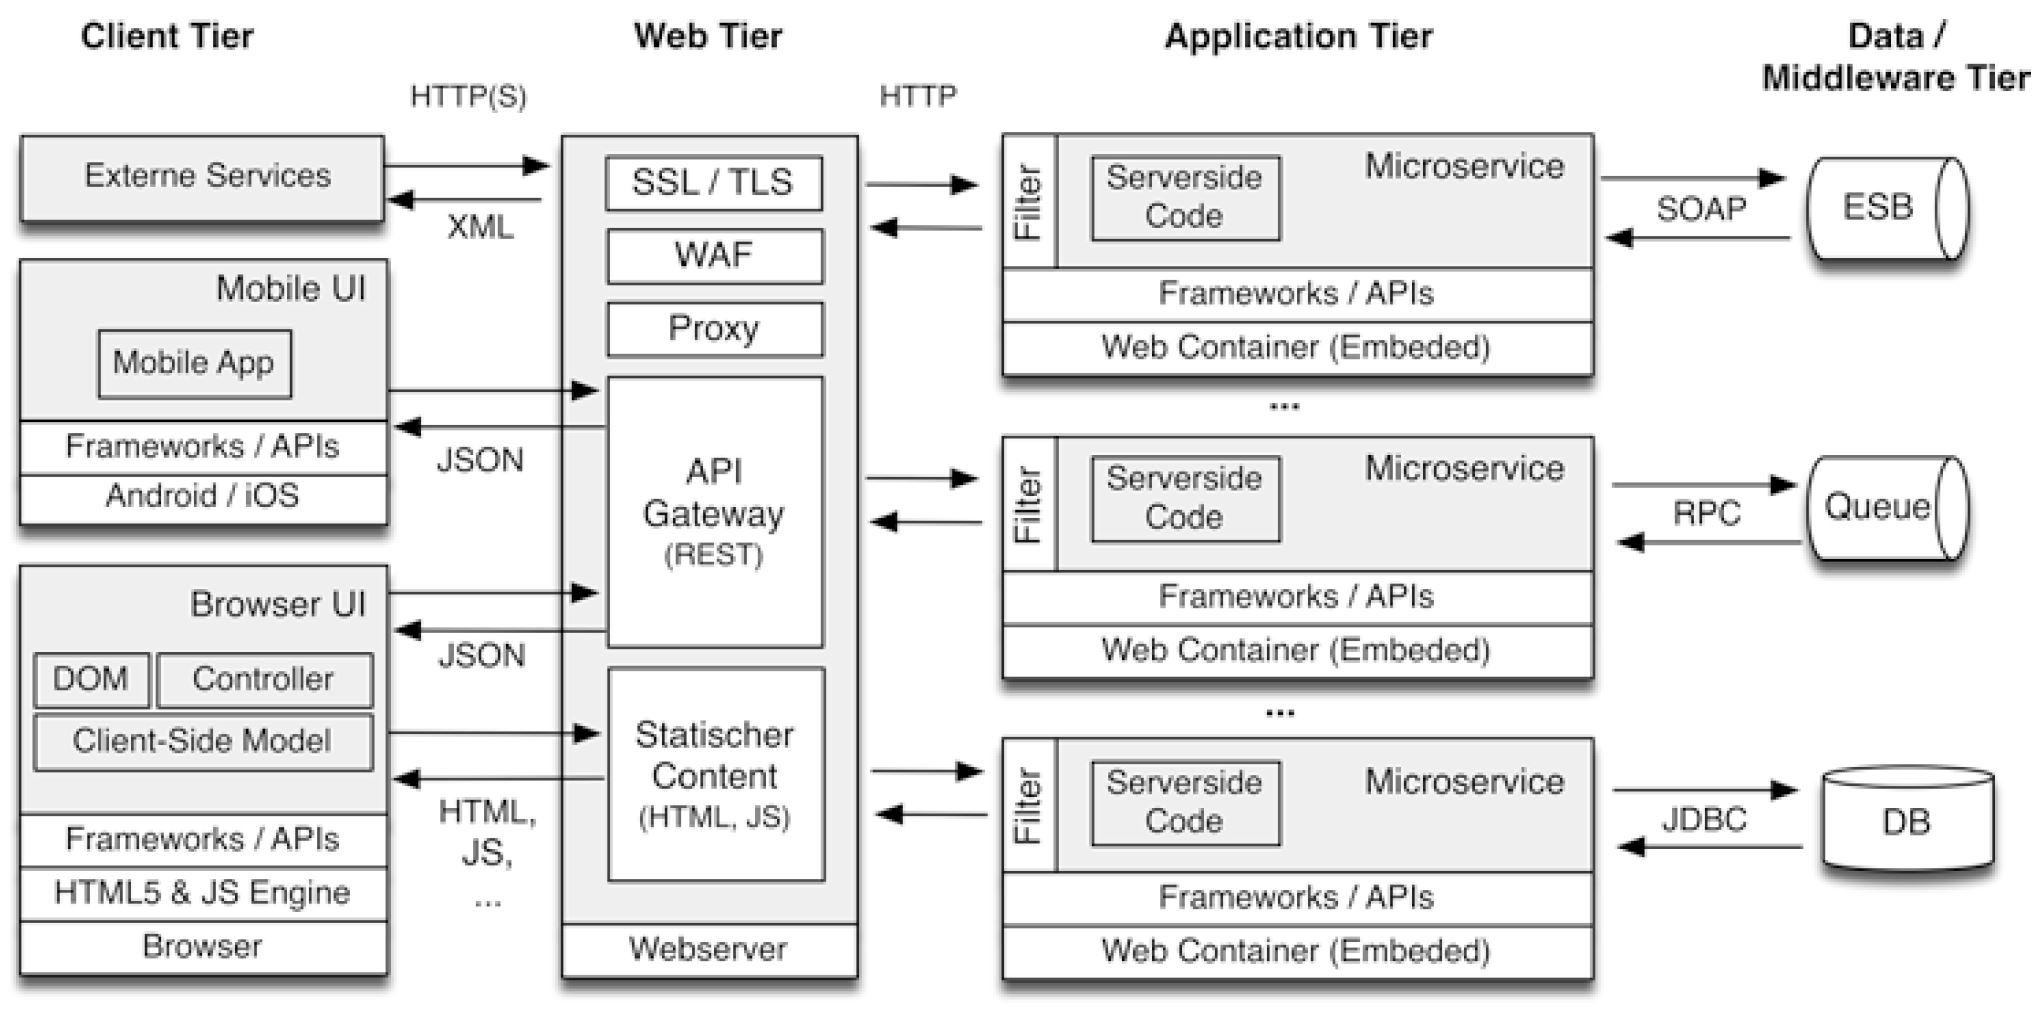 Client Tier
Web Tier
Application Tier
Data /
Middleware Tier
HTTP(S)
HTTP
Externe Services
XML
Mobile UI
Mobile App
Frameworks / APIs
Android / iOS
JSON
Browser UI
DOM
Controller
Client-Side Model
Frameworks / APIs
HTML5 & JS Engine
Browser
JSON
HTML,
JS,
...
SSL / TLS
WAF
Proxy
API
Gateway
(REST)
Statischer
Content
(HTML, JS)
Webserver
Filter
Serverside
Code
Microservice
Frameworks / APIs
Web Container (Embeded)
...
Filter
Serverside
Code
Microservice
Frameworks / APIs
Web Container (Embeded)
...
Filter
Serverside
Code
Microservice
Frameworks / APIs
Web Container (Embeded)
SOAP
ESB
RPC
Queue
JDBC
DB